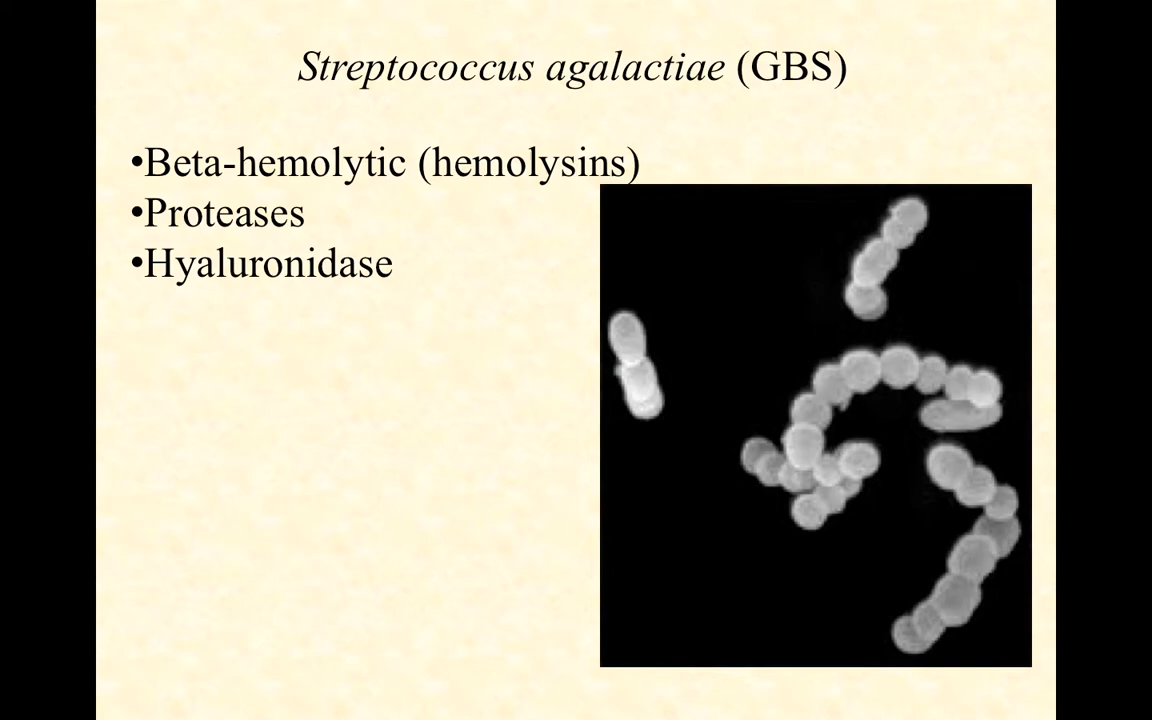 Streptococcus agalactiae (GBS)
•Beta-hemolytic (hemolysins)
•Proteases
•Hyaluronidase